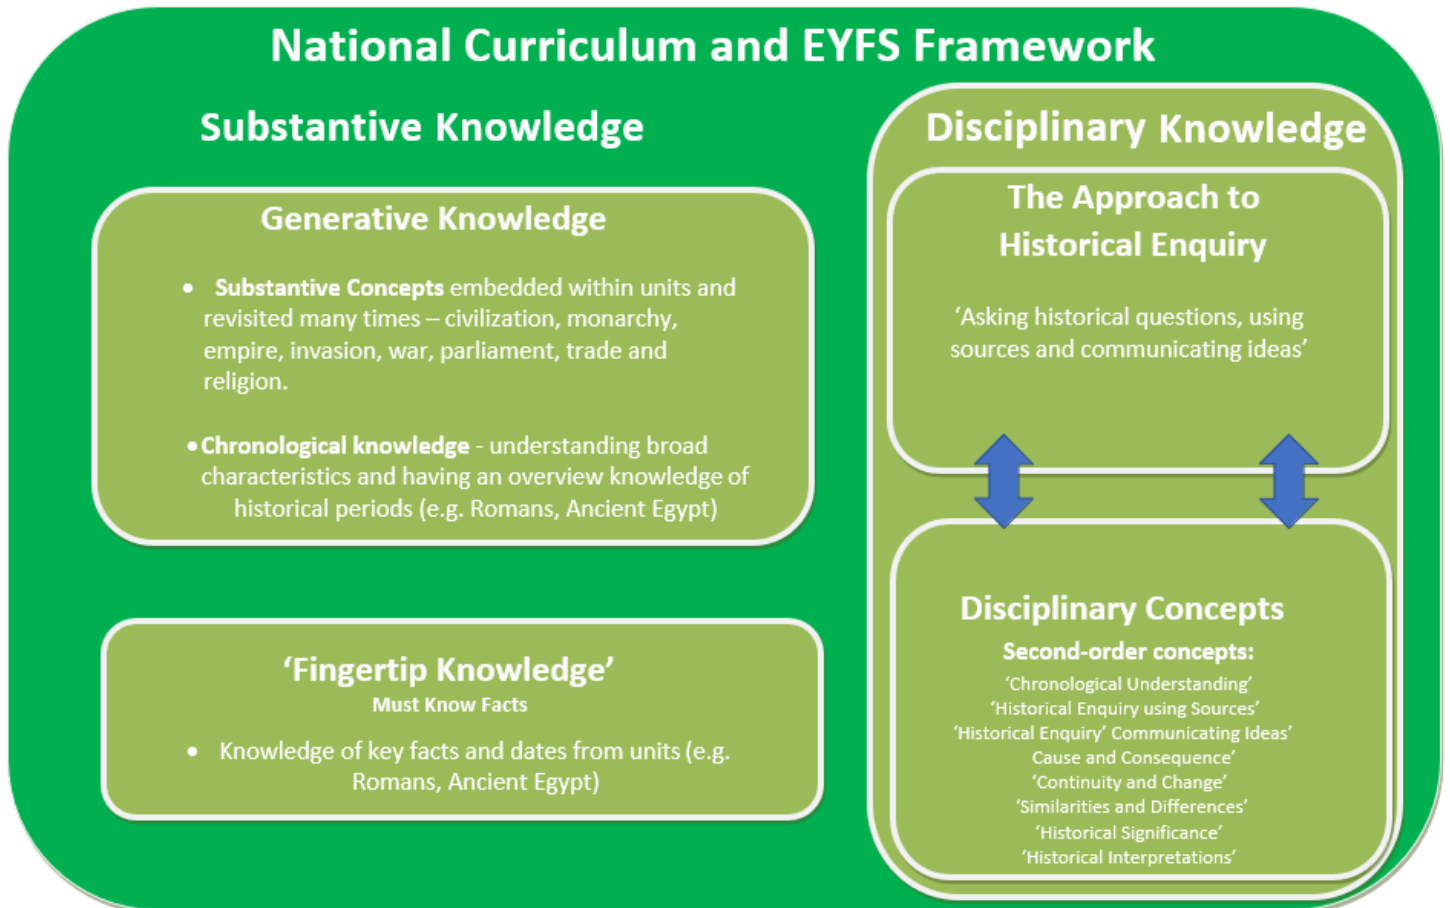 National Curriculum and EYFS Framework
Substantive Knowledge
Generative Knowledge
• Substantive Concepts embedded within units and
revisited many times – civilization, monarchy,
empire, invasion, war, parliament, trade and
religion.
• Chronological knowledge - understanding broad
characteristics and having an overview knowledge of
historical periods (e.g. Romans, Ancient Egypt)
‘Fingertip Knowledge’
Must Know Facts
• Knowledge of key facts and dates from units (e.g.
Romans, Ancient Egypt)
Disciplinary Knowledge
The Approach to
Historical Enquiry
‘Asking historical questions, using
sources and communicating ideas’
Disciplinary Concepts
Second-order concepts:
‘Chronological Understanding’
‘Historical Enquiry using Sources’
‘Historical Enquiry’ Communicating Ideas’
Cause and Consequence’
‘Continuity and Change’
‘Similarities and Differences’
‘Historical Significance’
‘Historical Interpretations’